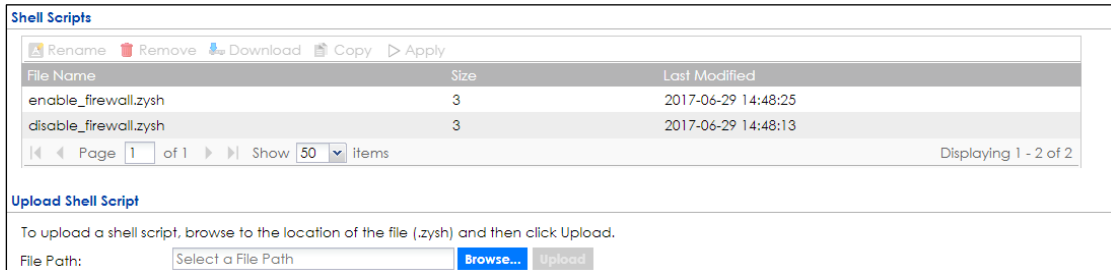 Shell Scripts
Rename Remove Download Copy Apply
File Name Size Last Modified
enable_firewall.zysh 3 2017-06-29 14:48:25
disable_firewall.zysh 3 2017-06-29 14:48:13
Page 1 of 1 Show 50 items Displaying 1 - 2 of 2
Upload Shell Script
To upload a shell script, browse to the location of the file (.zysh) and then click Upload.
File Path: Select a File Path Browse... Upload